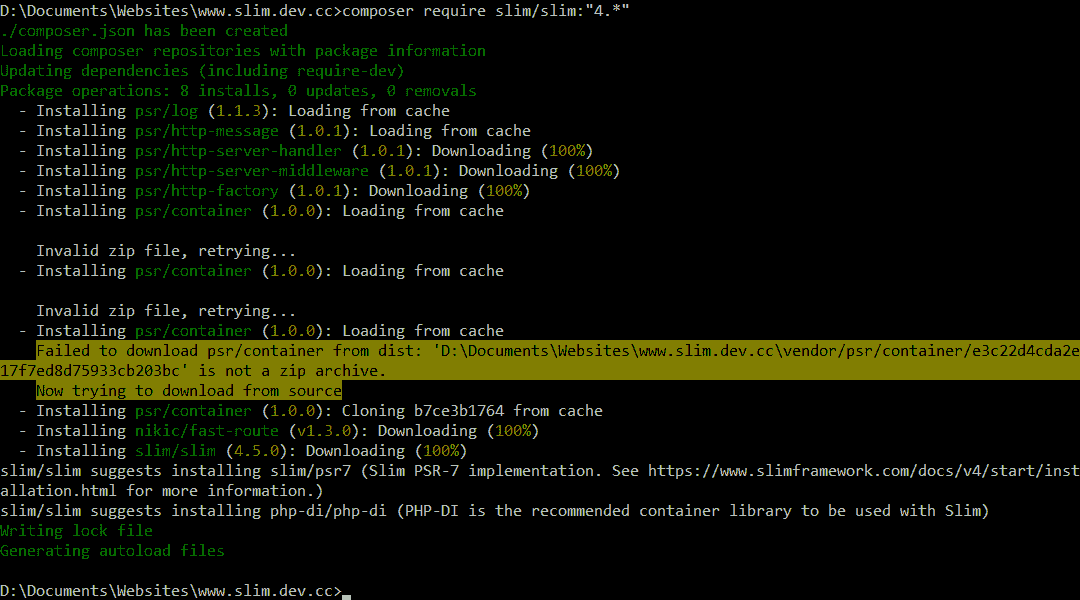 D:\Documents\Websites\www.slim.dev.cc>composer require slim/slim:"4.*"
./composer.json has been created
Loading composer repositories with package information
Updating dependencies (including require-dev)
Package operations: 8 installs, 0 updates, 0 removals
  - Installing psr/log (1.1.3): Loading from cache
  - Installing psr/http-message (1.0.1): Loading from cache
  - Installing psr/http-server-handler (1.0.1): Downloading (100%)
  - Installing psr/http-server-middleware (1.0.1): Downloading (100%)
  - Installing psr/http-factory (1.0.1): Downloading (100%)
  - Installing psr/container (1.0.0): Loading from cache
    Invalid zip file, retrying...
  - Installing psr/container (1.0.0): Loading from cache
    Invalid zip file, retrying...
  - Installing psr/container (1.0.0): Loading from cache
    Failed to download psr/container from dist: 'D:\Documents\Websites\www.slim.dev.cc\vendor/psr/container/e3c22d4cda2e
17f7ed8d75933cb203bc' is not a zip archive.
    Now trying to download from source
  - Installing psr/container (1.0.0): Cloning b7ce3b1764 from cache
  - Installing nikic/fast-route (v1.3.0): Downloading (100%)
  - Installing slim/slim (4.5.0): Downloading (100%)
slim/slim suggests installing slim/psr7 (Slim PSR-7 implementation. See https://www.slimframework.com/docs/v4/start/inst
allation.html for more information.)
slim/slim suggests installing php-di/php-di (PHP-DI is the recommended container library to be used with Slim)
Writing lock file
Generating autoload files
D:\Documents\Websites\www.slim.dev.cc>